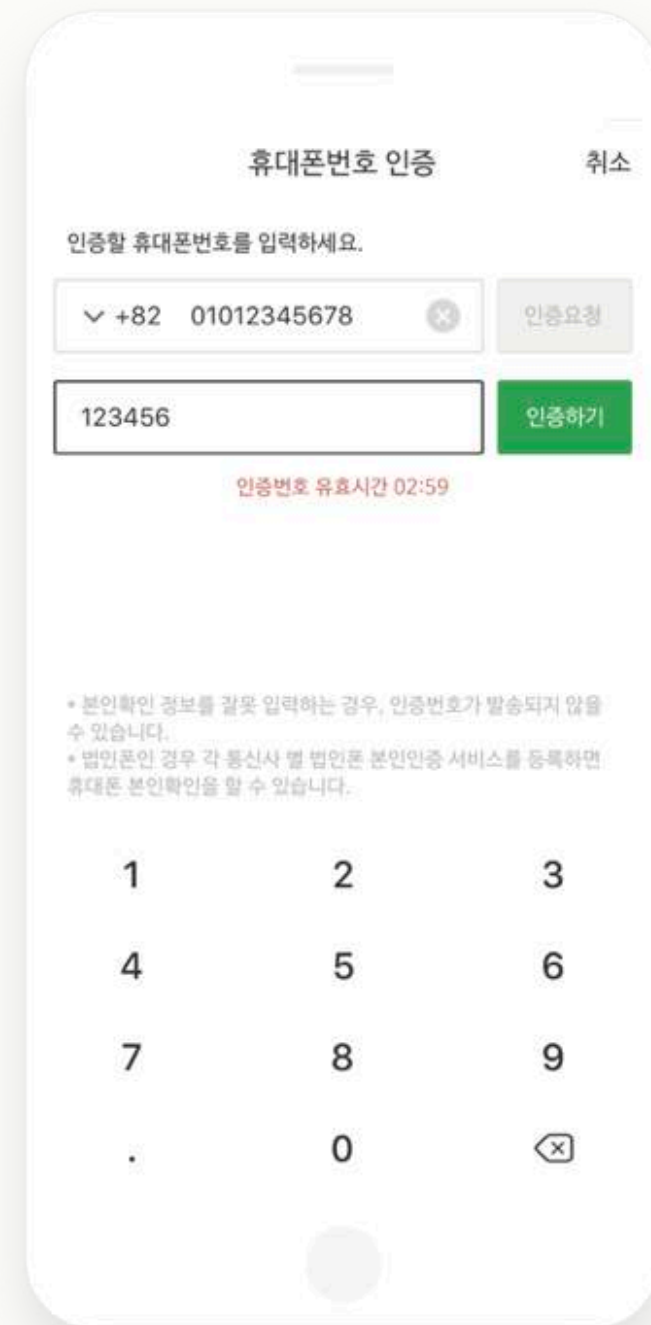 휴대폰번호 인증 취소
인증할 휴대폰번호를 입력하세요.
+82 01012345678 인증요청
123456 인증하기
인증번호 유효시간 02:59
* 본인확인 정보를 잘못 입력하는 경우, 인증번호가 발송되지 않을
수 있습니다.
* 법인폰인 경우 각 통신사 별 법인폰 본인인증 서비스를 등록하면
휴대폰 본인확인을 할 수 있습니다.
1 2 3
4 5 6
7 8 9
. 0